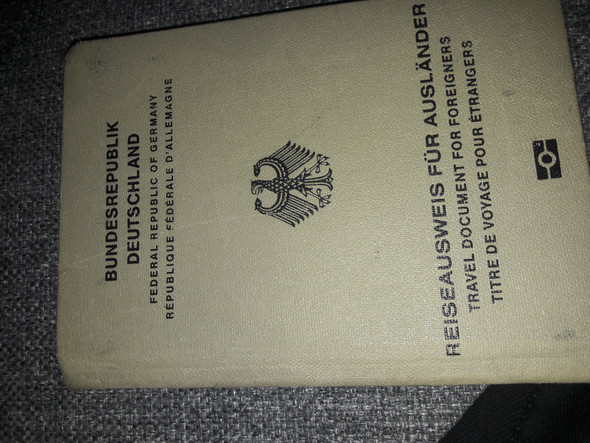 BUNDESREPUBLIK
DEUTSCHLAND
FEDERAL REPUBLIC OF GERMANY
RÉPUBLIQUE FÉDÉRALE D'ALLEMAGNE
REISEAUSWEIS FÜR AUSLÄNDER
TRAVEL DOCUMENT FOR FOREIGNERS
TITRE DE VOYAGE POUR ÉTRANGERS